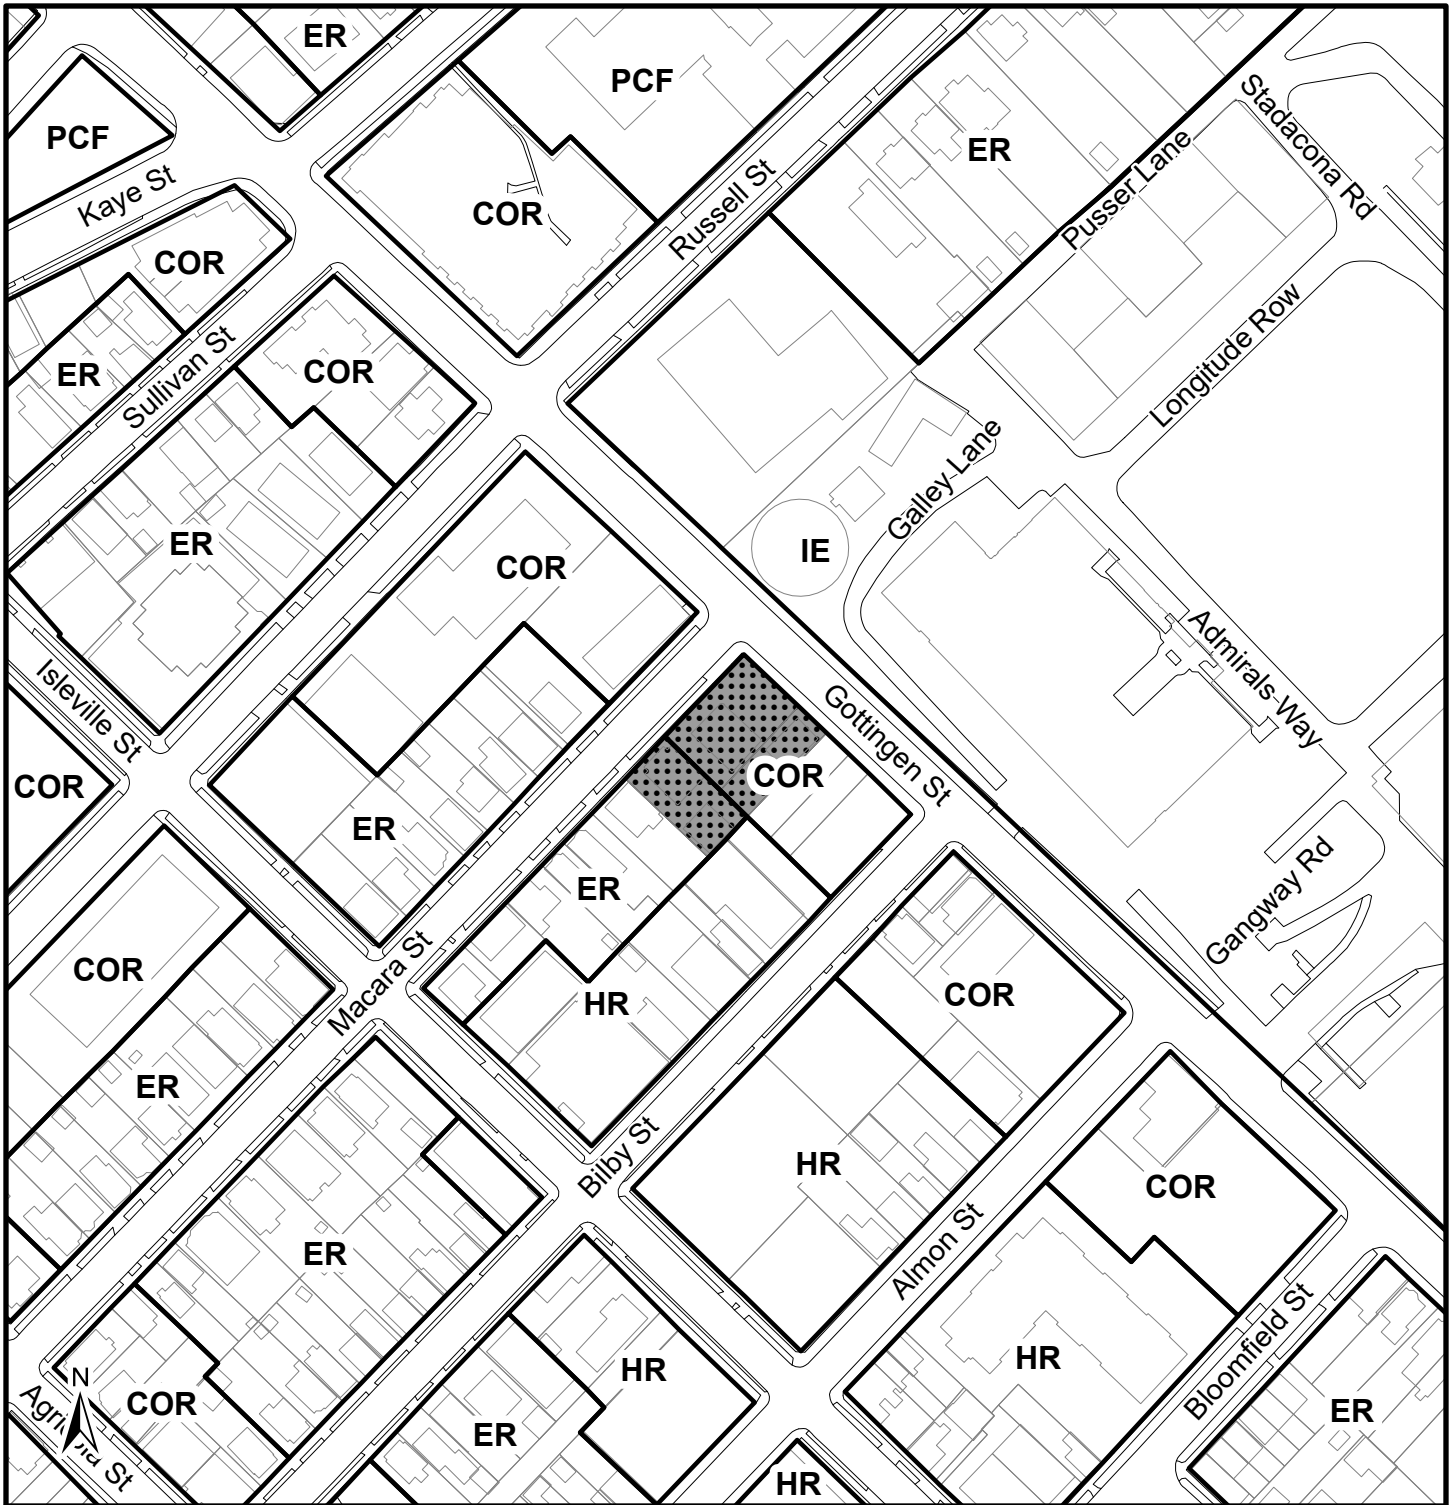 ER
PCF
Stadacona Rd
PCF
ER
Kaye St
Pusser Lane
COR
Russell St
COR
Longitude Row
Sullivan St
ER
COR
Galley Lane
ER
COR
IE
Admirals Way
Isleville St
Gottingen St
COR
COR
ER
ER
Gangway Rd
COR
Macara St
COR
HR
ER
Bilby St
HR
COR
Almon St
ER
Bloomfield St
HR
HR
N
Agricola St
COR
ER
ER
HR